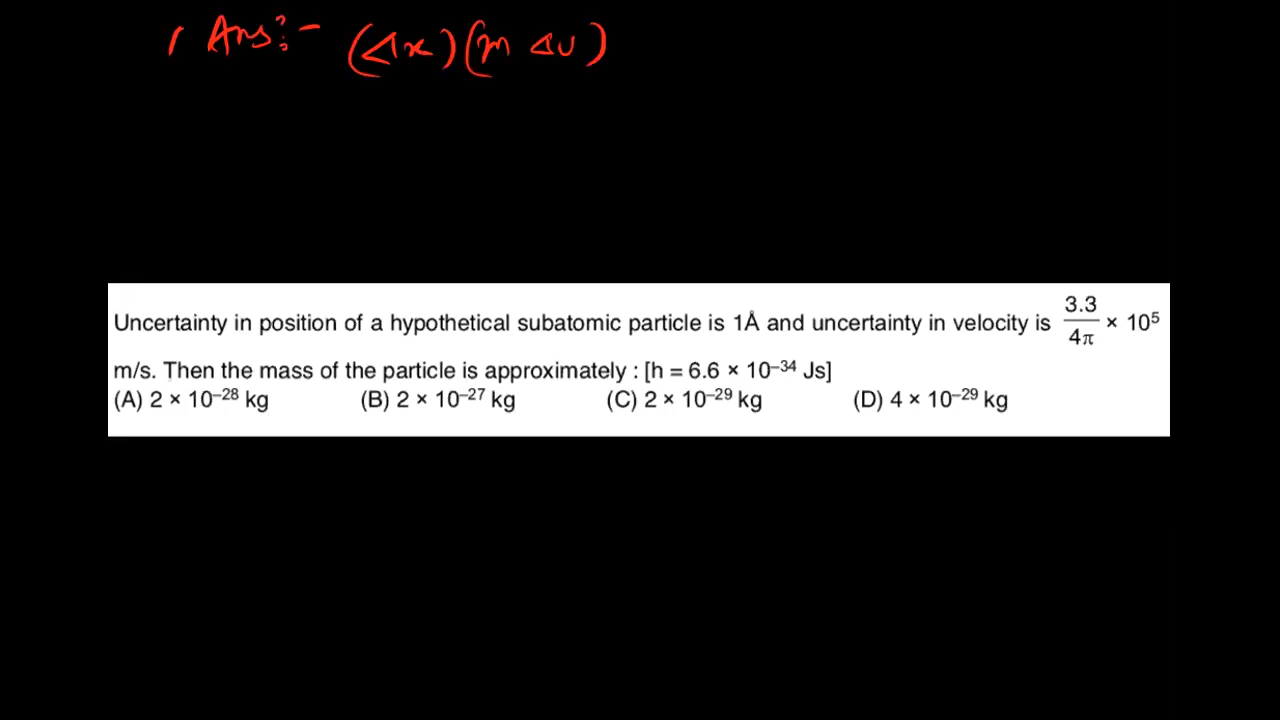 ( Ans:- (Δx)(m Δv)
Uncertainty in position of a hypothetical subatomic particle is 1Å and uncertainty in velocity is 3.3/4π × 10⁵
m/s. Then the mass of the particle is approximately : [h = 6.6 × 10⁻³⁴ Js]
(A) 2 × 10⁻²⁸ kg (B) 2 × 10⁻²⁷ kg (C) 2 × 10⁻²⁹ kg (D) 4 × 10⁻²⁹ kg